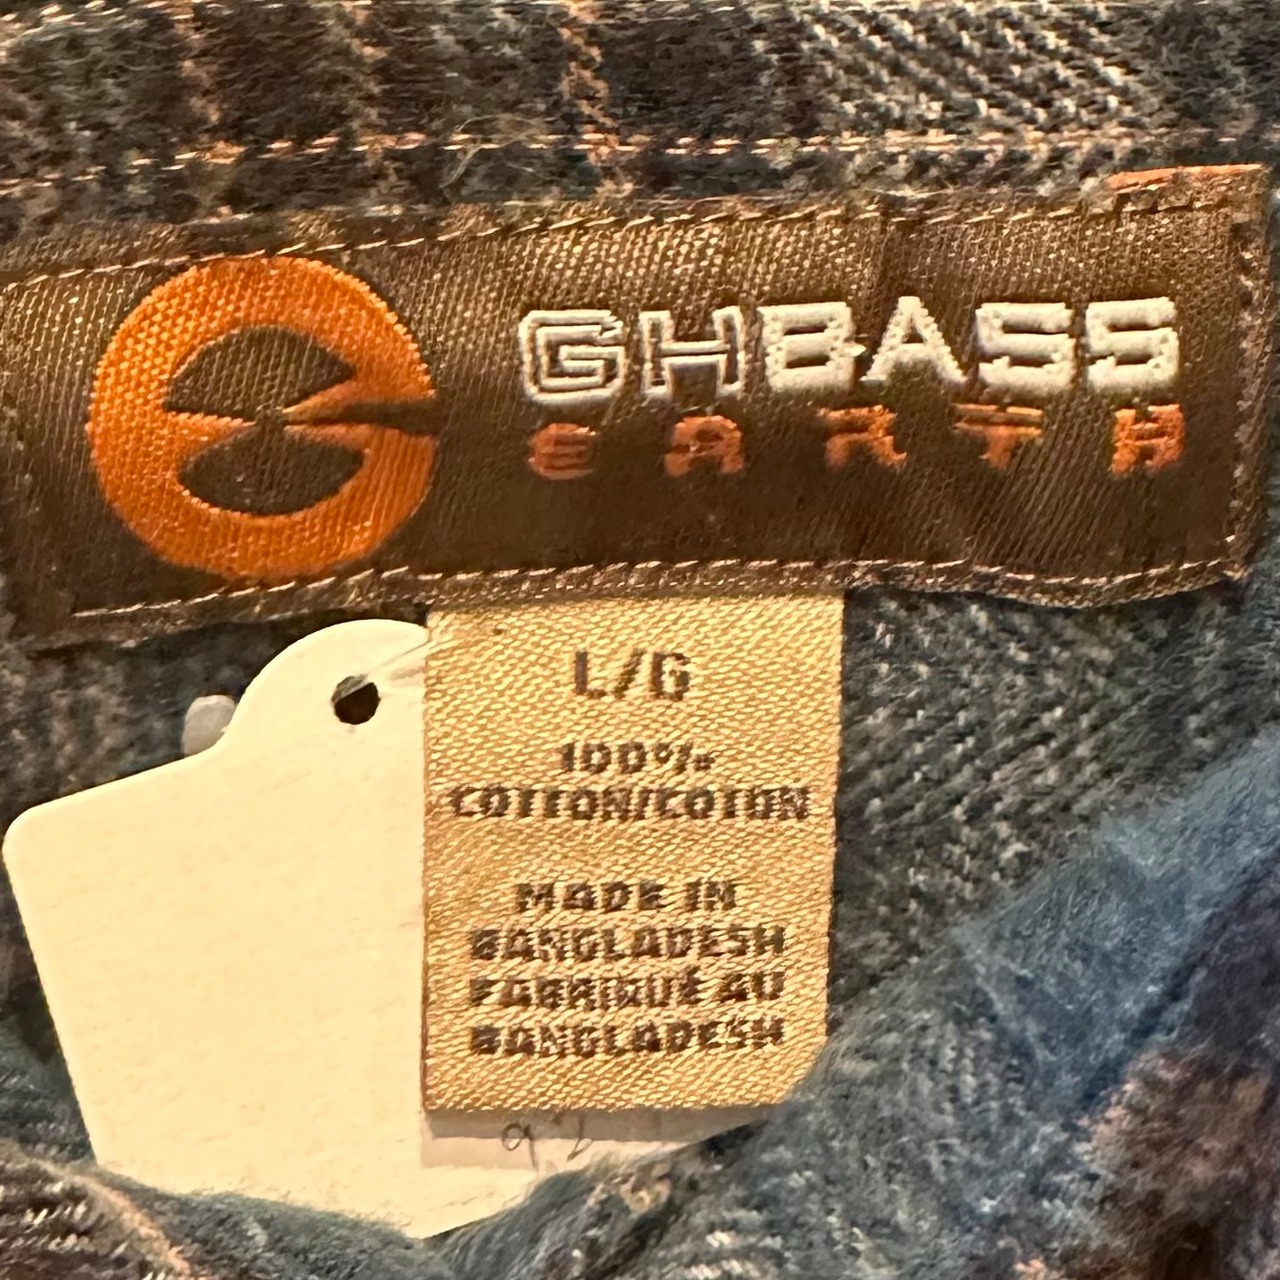 GHBASS
EARTH
L/G
100%
COTTON/COTON
MADE IN
BANGLADESH
FABRIQUÉ AU
BANGLADESH